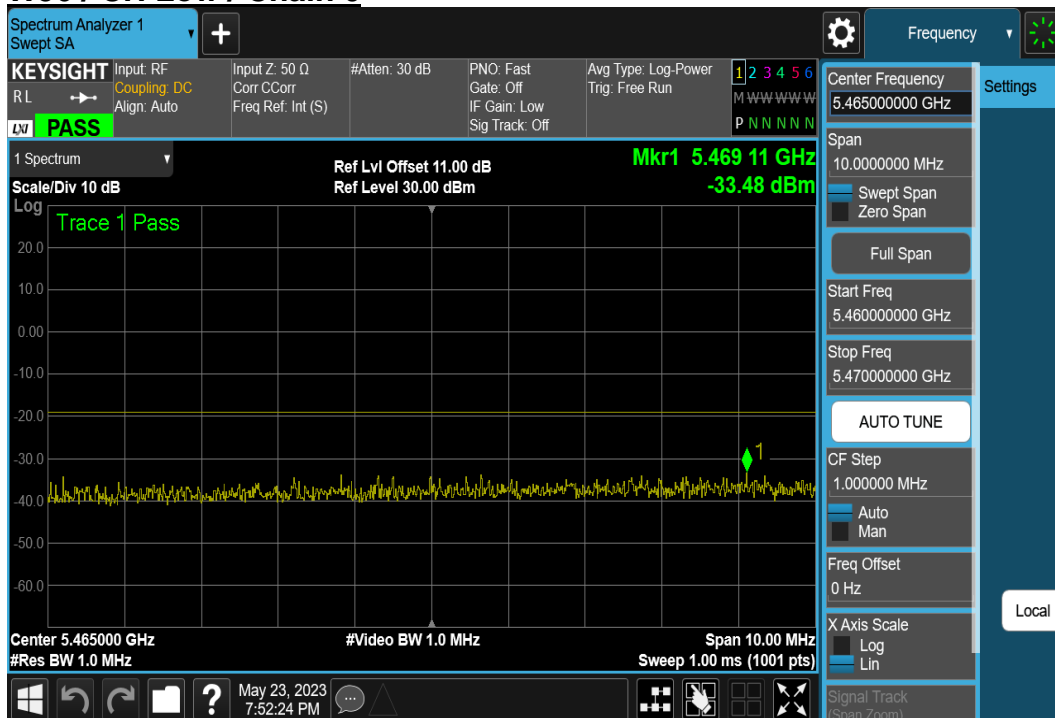 Spectrum Analyzer 1
Swept SA
Frequency
KEYSIGHT
RL
LXI PASS
Input: RF
Coupling: DC
Align: Auto
Input Z: 50 Ω
Corr CCorr
Freq Ref: Int (S)
#Atten: 30 dB
PNO: Fast
Gate: Off
IF Gain: Low
Sig Track: Off
Avg Type: Log-Power
Trig: Free Run
1 2 3 4 5 6
M W W W W W
P N N N N N
1 Spectrum
Scale/Div 10 dB
Ref Lvl Offset 11.00 dB
Ref Level 30.00 dBm
Mkr1 5.469 11 GHz
-33.48 dBm
Log
Trace 1 Pass
20.0
10.0
0.00
-10.0
-20.0
-30.0
-40.0
-50.0
-60.0
1
Center 5.465000 GHz
#Res BW 1.0 MHz
#Video BW 1.0 MHz
Span 10.00 MHz
Sweep 1.00 ms (1001 pts)
Center Frequency
5.465000000 GHz
Settings
Span
10.0000000 MHz
Swept Span
Zero Span
Full Span
Start Freq
5.460000000 GHz
Stop Freq
5.470000000 GHz
AUTO TUNE
CF Step
1.000000 MHz
Auto
Man
Freq Offset
0 Hz
X Axis Scale
Log
Lin
Local
Signal Track
(Span Zoom)
May 23, 2023
7:52:24 PM